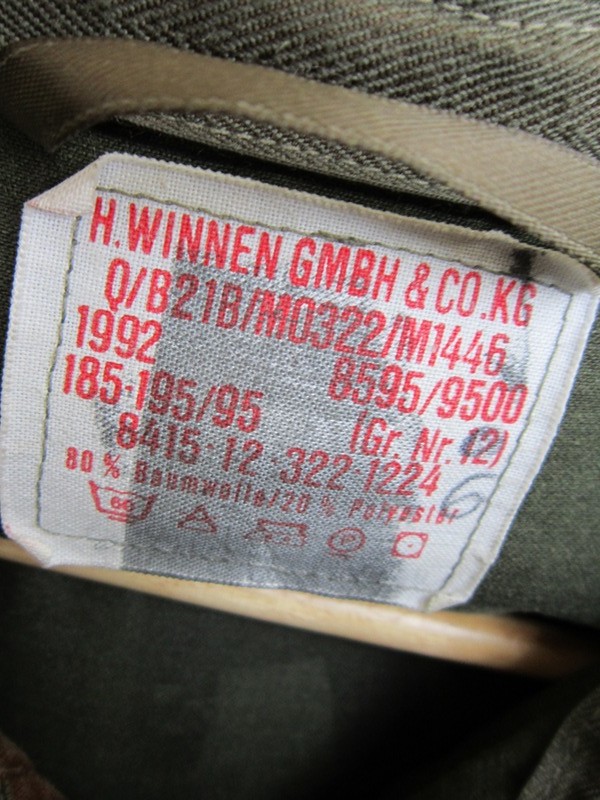 H.WINNEN GMBH & CO.KG
Q/B21B/M0322/M1446
1992 8595/9500
185-195/95 (Gr. Nr. 12)
8415-12-322-1224
80 % Baumwolle/20 % Polyester
6